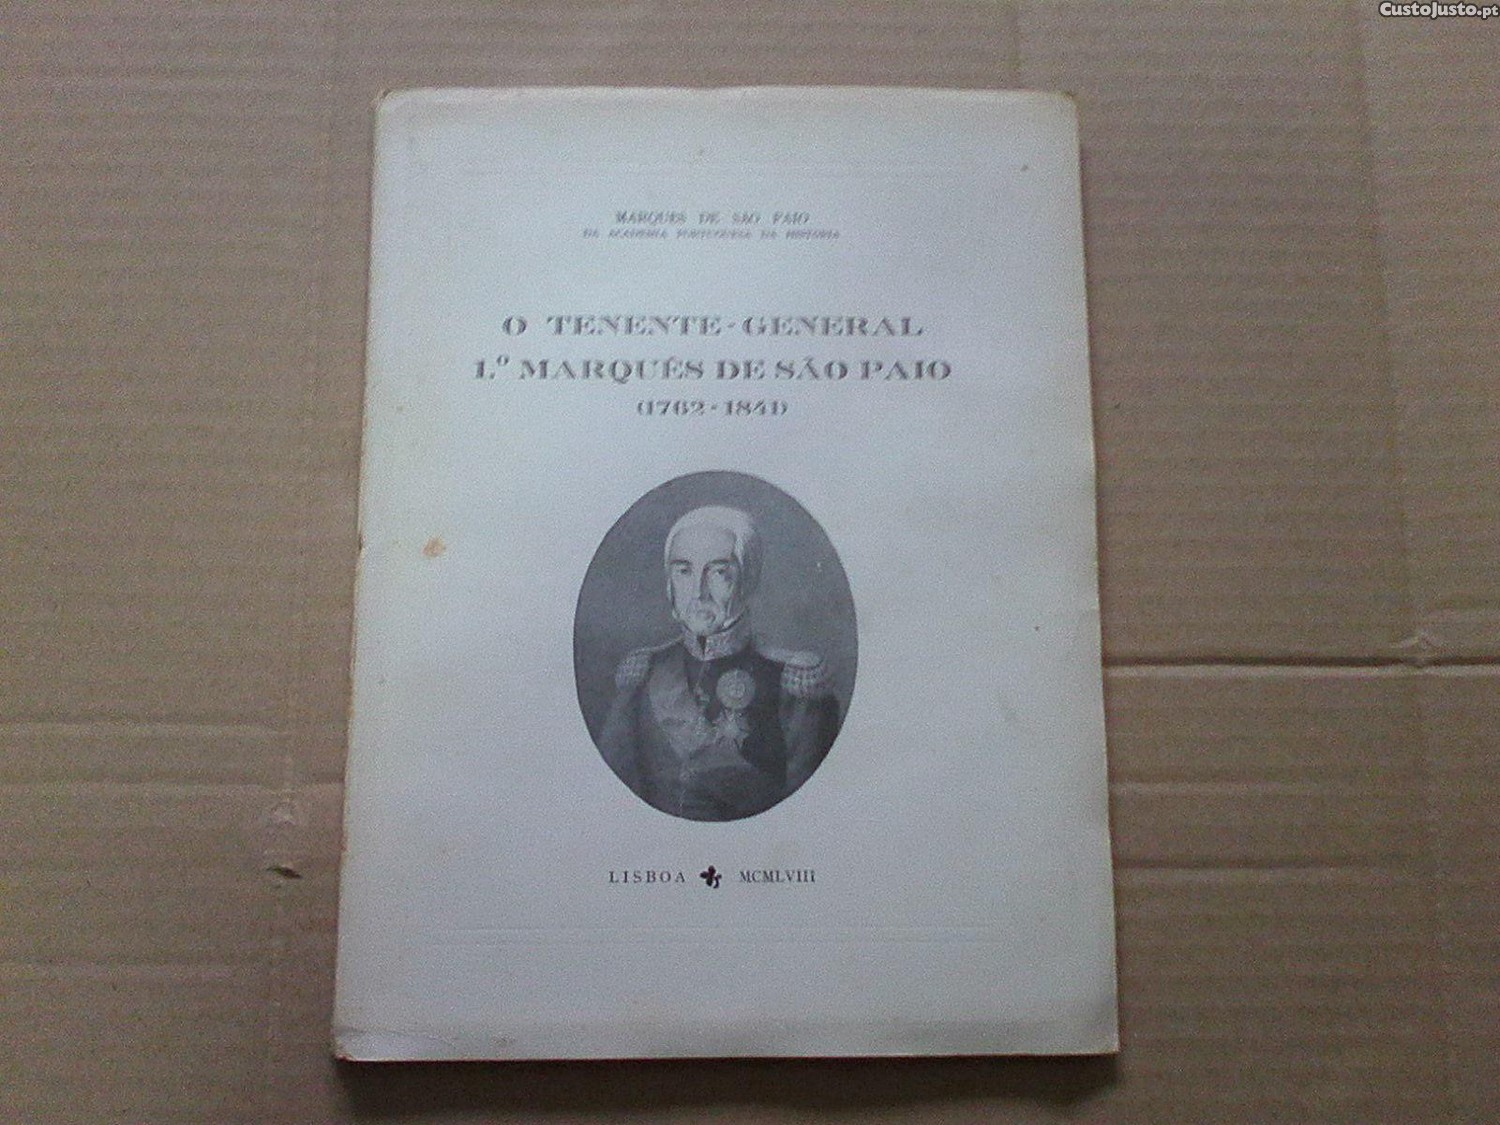 CustoJusto.pt
MARQUÊS DE SÃO PAIO
DA ACADEMIA PORTUGUESA DA HISTÓRIA
O TENENTE-GENERAL
1.º MARQUÊS DE SÃO PAIO
(1762-1841)
LISBOA MCMLVIII